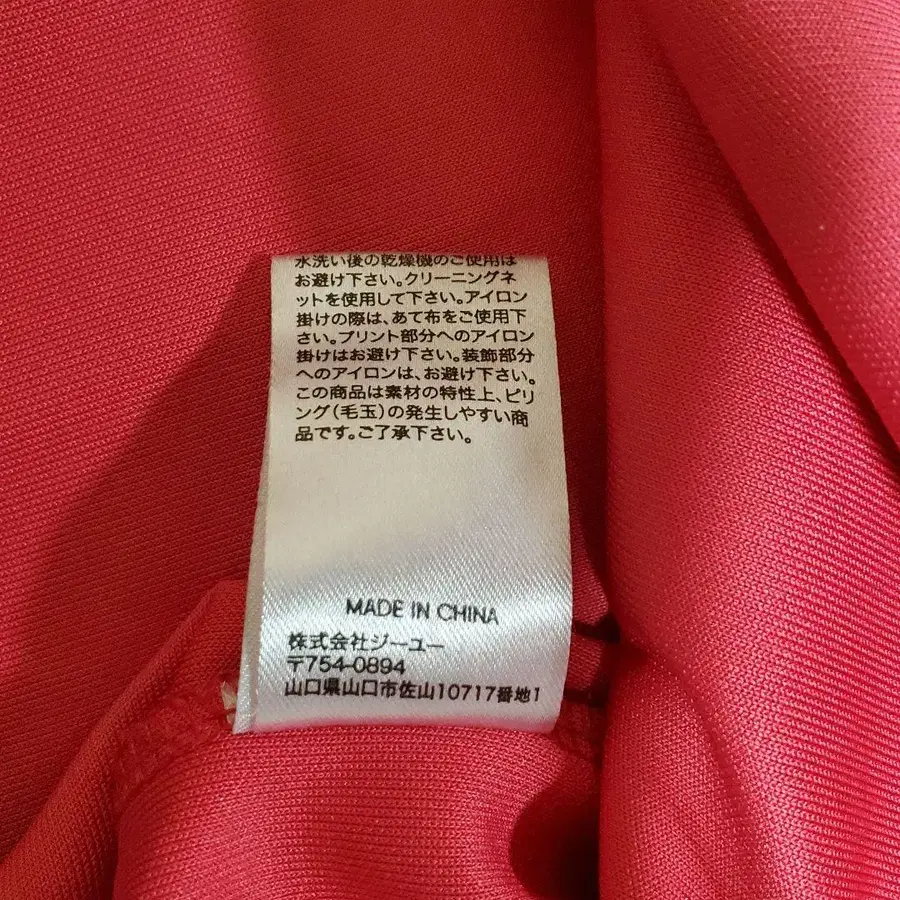 水洗い後の乾燥機のご使用は
お避け下さい。クリーニングネ
ットを使用して下さい。アイロン
掛けの際は、あて布をご使用下
さい。プリント部分へのアイロン
掛けはお避け下さい。装飾部分
へのアイロンは、お避け下さい。
この商品は素材の特性上、ピリ
ング(毛玉)の発生しやすい商
品です。ご了承下さい。
MADE IN CHINA
株式会社ジーユー
〒754-0894
山口県山口市佐山10717番地1